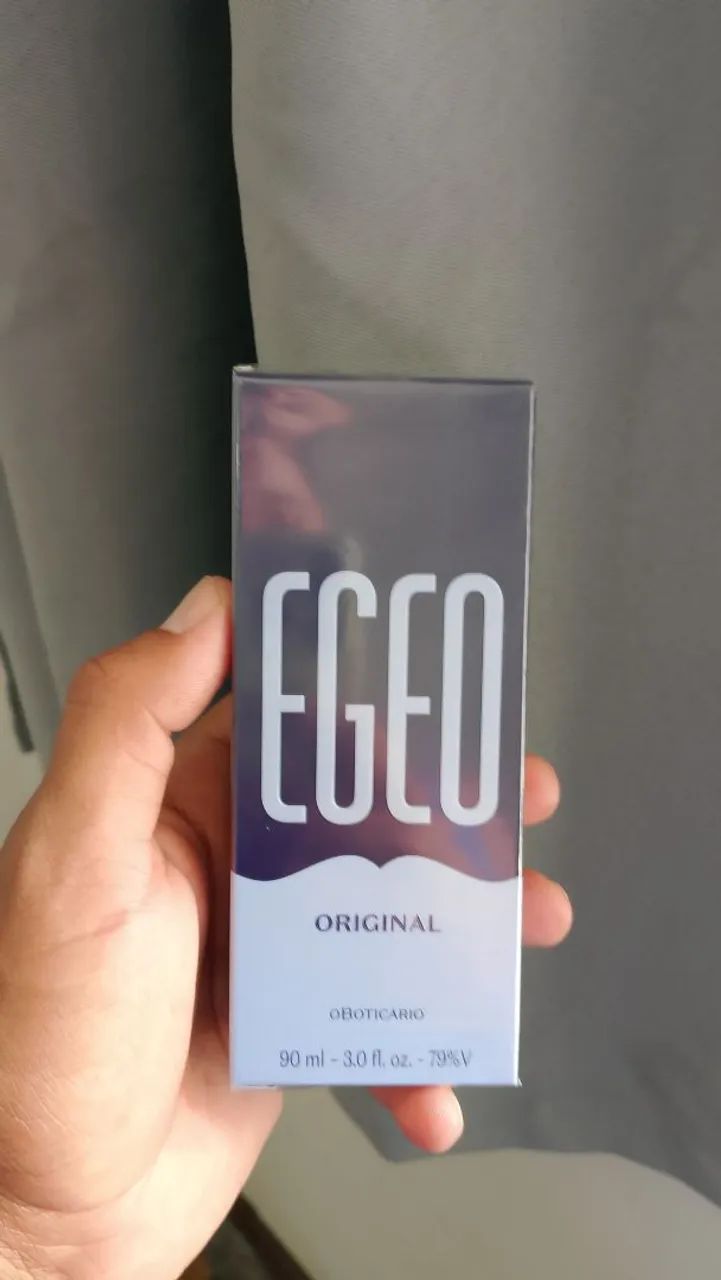 EGEO
ORIGINAL
oBOTICÁRIO
90 ml - 3.0 fl. oz. - 79%V